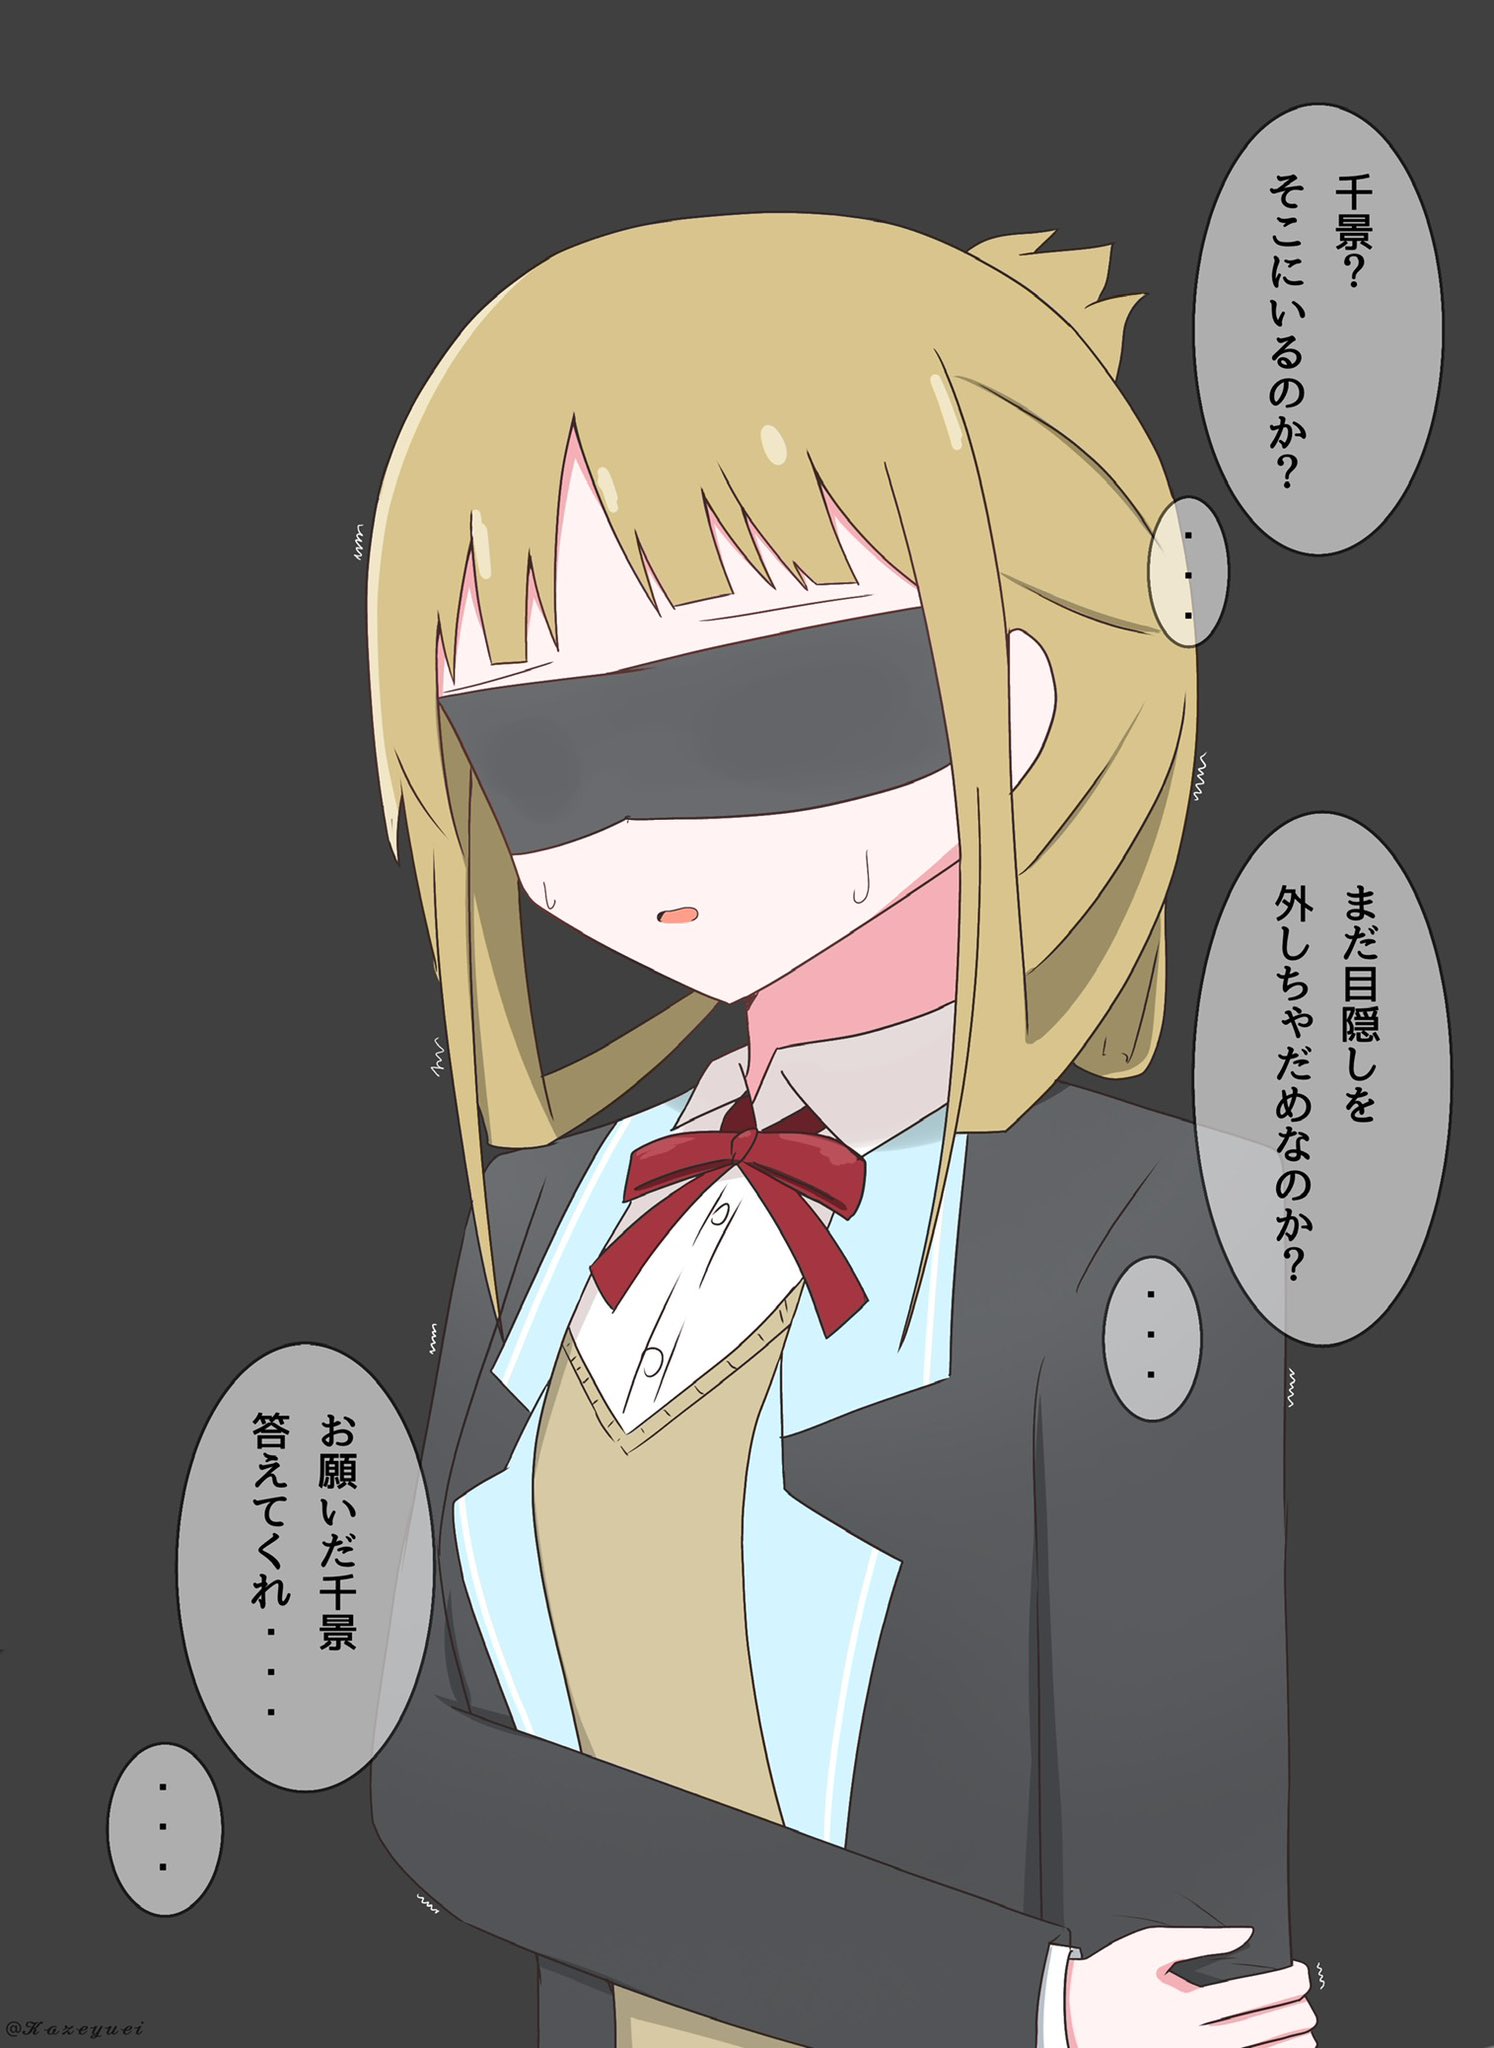 千景?
そこにいるのか?
・・・
まだ目隠しを
外しちゃだめなのか?
・・・
お願いだ千景
答えてくれ・・・
・・・
@Kazeyuei